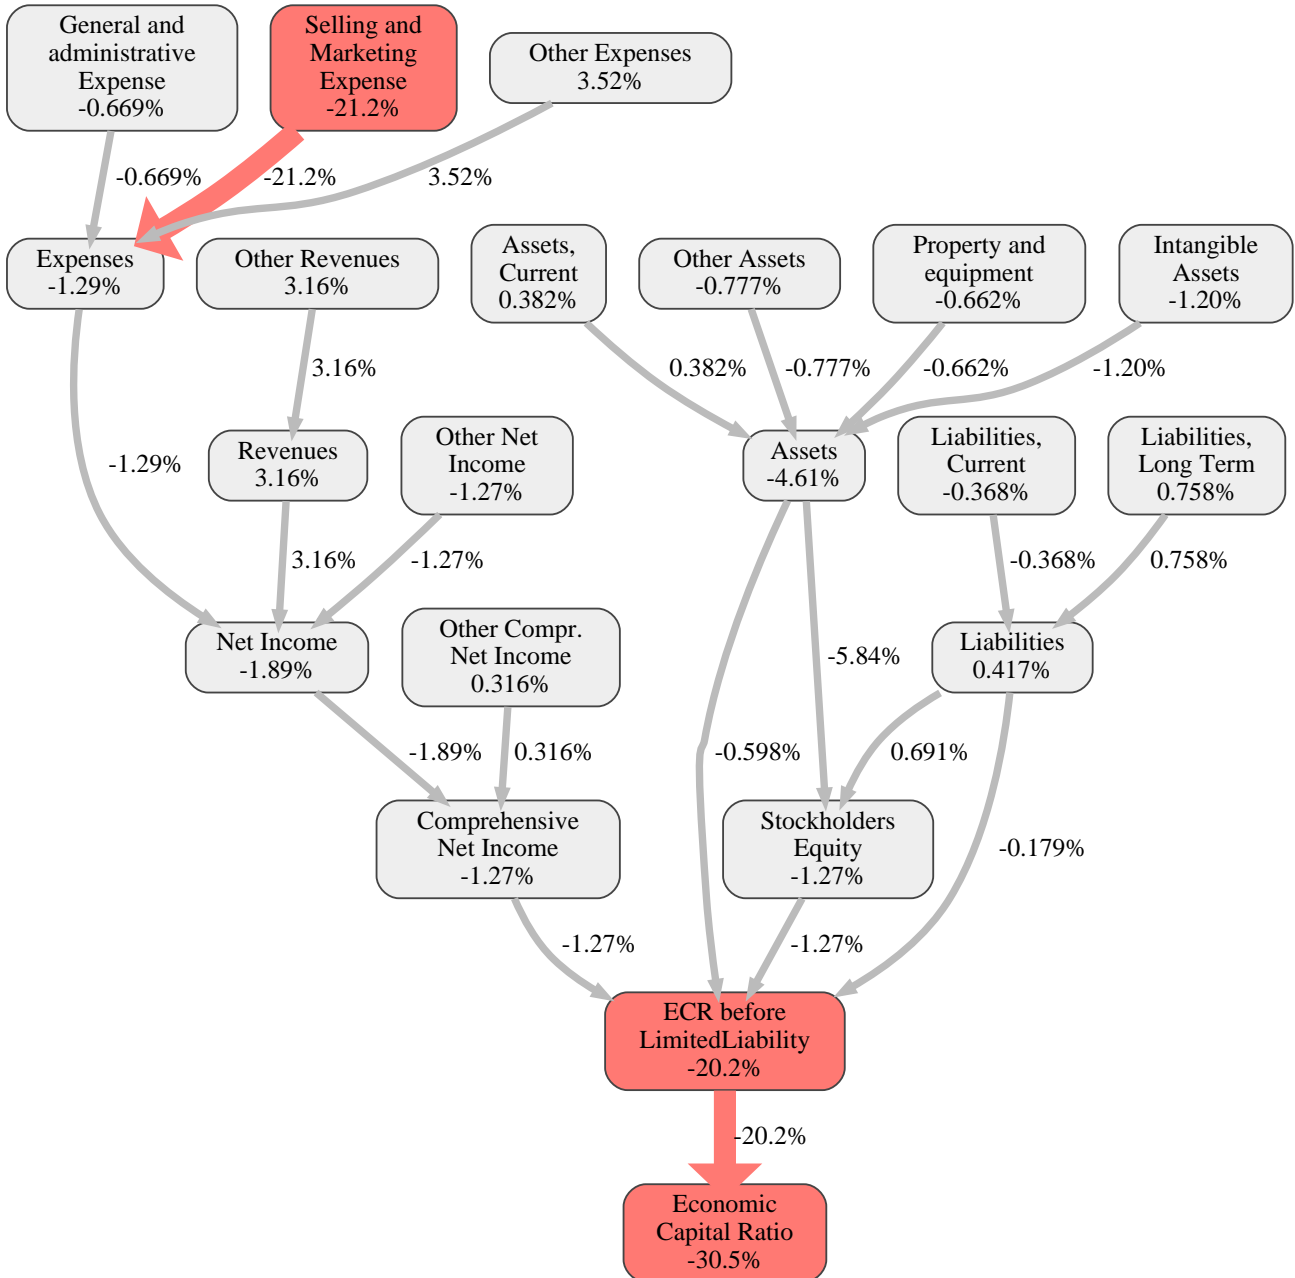 General and
administrative
Expense
-0.669%
Selling and
Marketing
Expense
-21.2%
Other Expenses
3.52%
-0.669%
-21.2%
3.52%
Expenses
-1.29%
Other Revenues
3.16%
Assets,
Current
0.382%
Other Assets
-0.777%
Property and
equipment
-0.662%
Intangible
Assets
-1.20%
3.16%
0.382%
-0.777%
-0.662%
-1.20%
-1.29%
Revenues
3.16%
Other Net
Income
-1.27%
Assets
-4.61%
Liabilities,
Current
-0.368%
Liabilities,
Long Term
0.758%
3.16%
-1.27%
-0.368%
0.758%
Net Income
-1.89%
Other Compr.
Net Income
0.316%
-5.84%
Liabilities
0.417%
-1.89%
0.316%
-0.598%
0.691%
Comprehensive
Net Income
-1.27%
Stockholders
Equity
-1.27%
-0.179%
-1.27%
-1.27%
ECR before
LimitedLiability
-20.2%
-20.2%
Economic
Capital Ratio
-30.5%